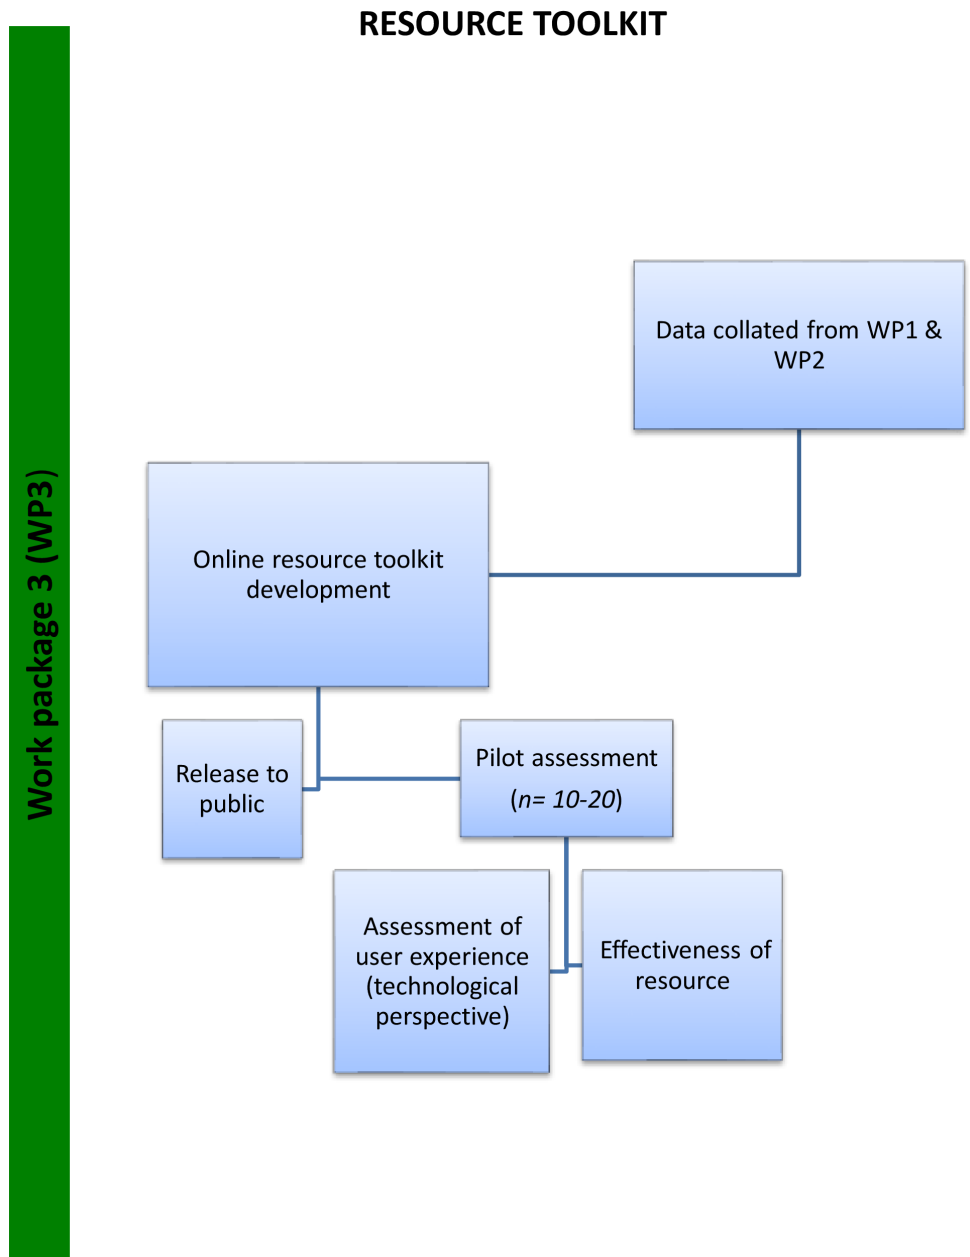 RESOURCE TOOLKIT
Work package 3 (WP3)
Data collated from WP1 &
WP2
Online resource toolkit
development
Release to
public
Pilot assessment
(n= 10-20)
Assessment of
user experience
(technological
perspective)
Effectiveness of
resource